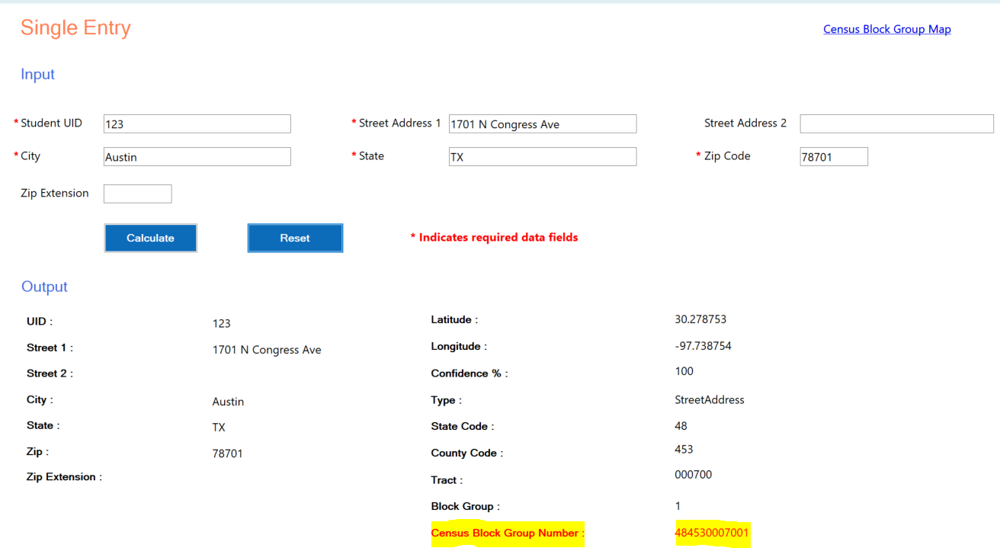 Single Entry
Census Block Group Map
Input
* Student UID 123 * Street Address 1 1701 N Congress Ave Street Address 2
* City Austin * State TX * Zip Code 78701
Zip Extension
Calculate Reset * Indicates required data fields
Output
UID : 123 Latitude : 30.278753
Street 1 : 1701 N Congress Ave Longitude : -97.738754
Street 2 : Confidence % : 100
City : Austin Type : StreetAddress
State : TX State Code : 48
Zip : 78701 County Code : 453
Zip Extension : Tract : 000700
Block Group : 1
Census Block Group Number : 484530007001